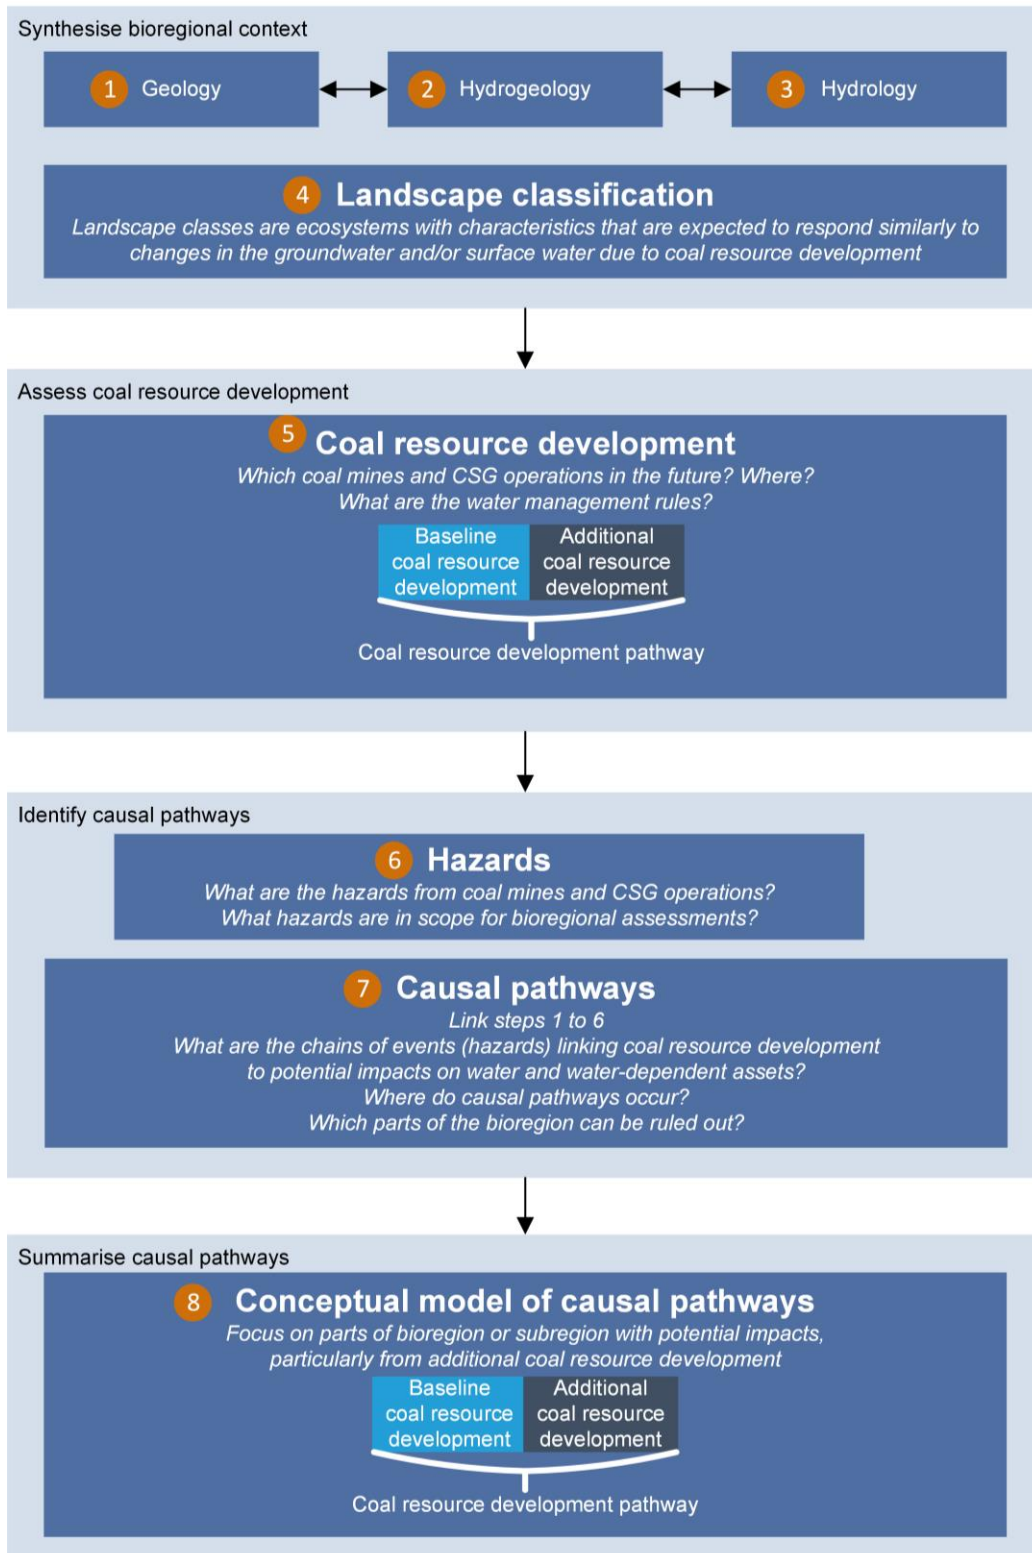 Synthesise bioregional context
1 Geology
2 Hydrogeology
3 Hydrology
4 Landscape classification
Landscape classes are ecosystems with characteristics that are expected to respond similarly to
changes in the groundwater and/or surface water due to coal resource development
Assess coal resource development
5 Coal resource development
Which coal mines and CSG operations in the future? Where?
What are the water management rules?
Baseline
coal resource
development
Additional
coal resource
development
Coal resource development pathway
Identify causal pathways
6 Hazards
What are the hazards from coal mines and CSG operations?
What hazards are in scope for bioregional assessments?
7 Causal pathways
Link steps 1 to 6
What are the chains of events (hazards) linking coal resource development
to potential impacts on water and water-dependent assets?
Where do causal pathways occur?
Which parts of the bioregion can be ruled out?
Summarise causal pathways
8 Conceptual model of causal pathways
Focus on parts of bioregion or subregion with potential impacts,
particularly from additional coal resource development
Baseline
coal resource
development
Additional
coal resource
development
Coal resource development pathway